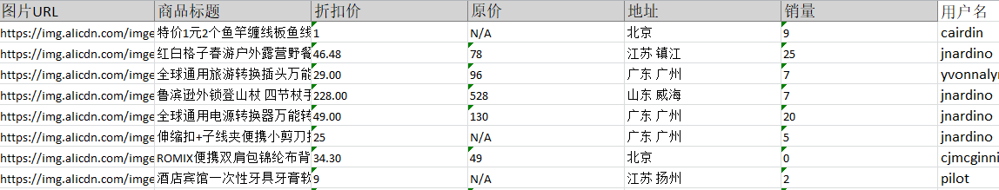 图片URL 商品标题 折扣价 原价 地址 销量 用户名
https://img.alicdn.com/imge 特价1元2个鱼竿缠线板鱼线 1 N/A 北京 9 cairdin
https://img.alicdn.com/imge 红白格子春游户外露营野餐 46.48 78 江苏 镇江 25 jnardino
https://img.alicdn.com/imge 全球通用旅游转换插头万能 29.00 96 广东 广州 7 yvonnaly
https://img.alicdn.com/imge 鲁滨逊外锁登山杖 四节杖手 228.00 528 山东 威海 7 jnardino
https://img.alicdn.com/imge 全球通用电源转换器万能转 49.00 130 广东 广州 20 jnardino
https://img.alicdn.com/imge 伸缩扣+子线夹便携小剪刀 25 N/A 广东 广州 5 jnardino
https://img.alicdn.com/imge ROMIX便携双肩包锦纶布背 34.30 49 北京 0 cjmcginni
https://img.alicdn.com/imge 酒店宾馆一次性牙具牙膏软 9 N/A 江苏 扬州 2 pilot